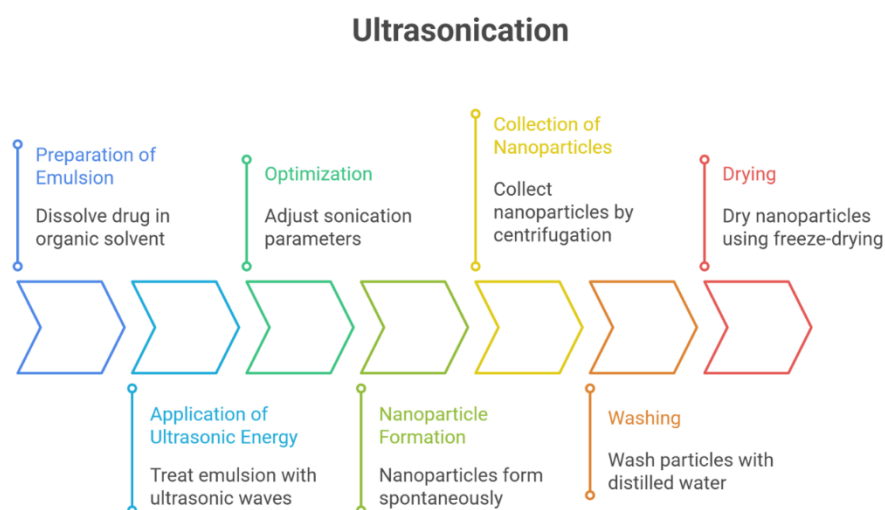 Ultrasonication
Preparation of
Emulsion
Dissolve drug in
organic solvent
Application of
Ultrasonic Energy
Treat emulsion with
ultrasonic waves
Optimization
Adjust sonication
parameters
Nanoparticle
Formation
Nanoparticles form
spontaneously
Collection of
Nanoparticles
Collect
nanoparticles by
centrifugation
Washing
Wash particles with
distilled water
Drying
Dry nanoparticles
using freeze-drying